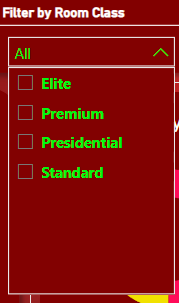 Filter by Room Class
All
Elite
Premium
Presidential
Standard